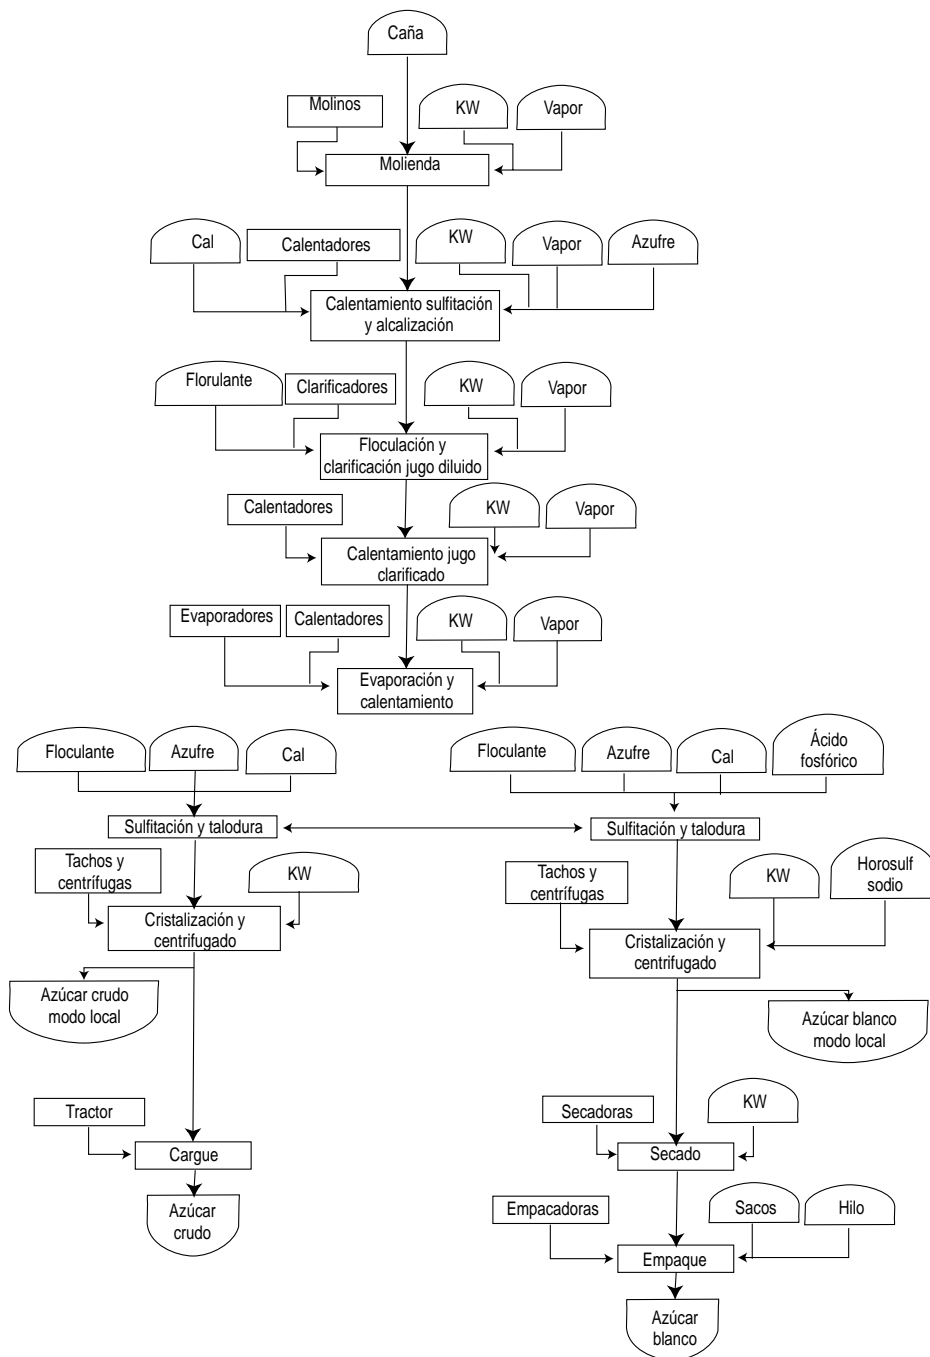 Caña
Molinos
KW
Vapor
Molienda
Cal
Calentadores
KW
Vapor
Azufre
Calentamiento sulfitación
y alcalización
Florulante
Clarificadores
KW
Vapor
Floculación y
clarificación jugo diluido
Calentadores
KW
Vapor
Calentamiento jugo
clarificado
Evaporadores
Calentadores
KW
Vapor
Evaporación y
calentamiento
Floculante
Azufre
Cal
Sulfitación y talodura
Tachos y
centrífugas
KW
Cristalización y
centrifugado
Azúcar crudo
modo local
Tractor
Cargue
Azúcar
crudo
Floculante
Azufre
Cal
Ácido
fosfórico
Sulfitación y talodura
Tachos y
centrífugas
KW
Horosulf
sodio
Cristalización y
centrifugado
Azúcar blanco
modo local
Secadoras
KW
Secado
Empacadoras
Sacos
Hilo
Empaque
Azúcar
blanco